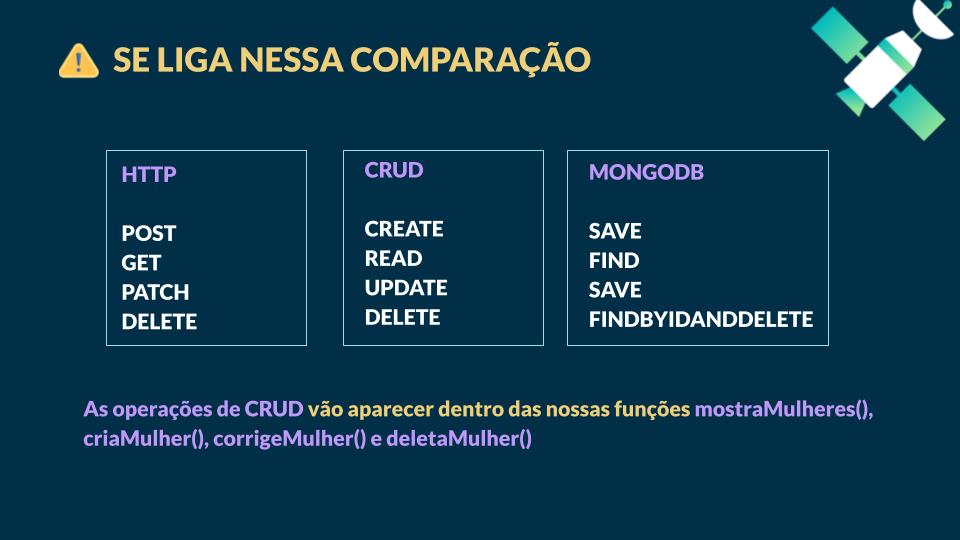 SE LIGA NESSA COMPARAÇÃO
HTTP
POST
GET
PATCH
DELETE
CRUD
CREATE
READ
UPDATE
DELETE
MONGODB
SAVE
FIND
SAVE
FINDBYIDANDDELETE
As operações de CRUD vão aparecer dentro das nossas funções mostraMulheres(),
criaMulher(), corrigeMulher() e deletaMulher()